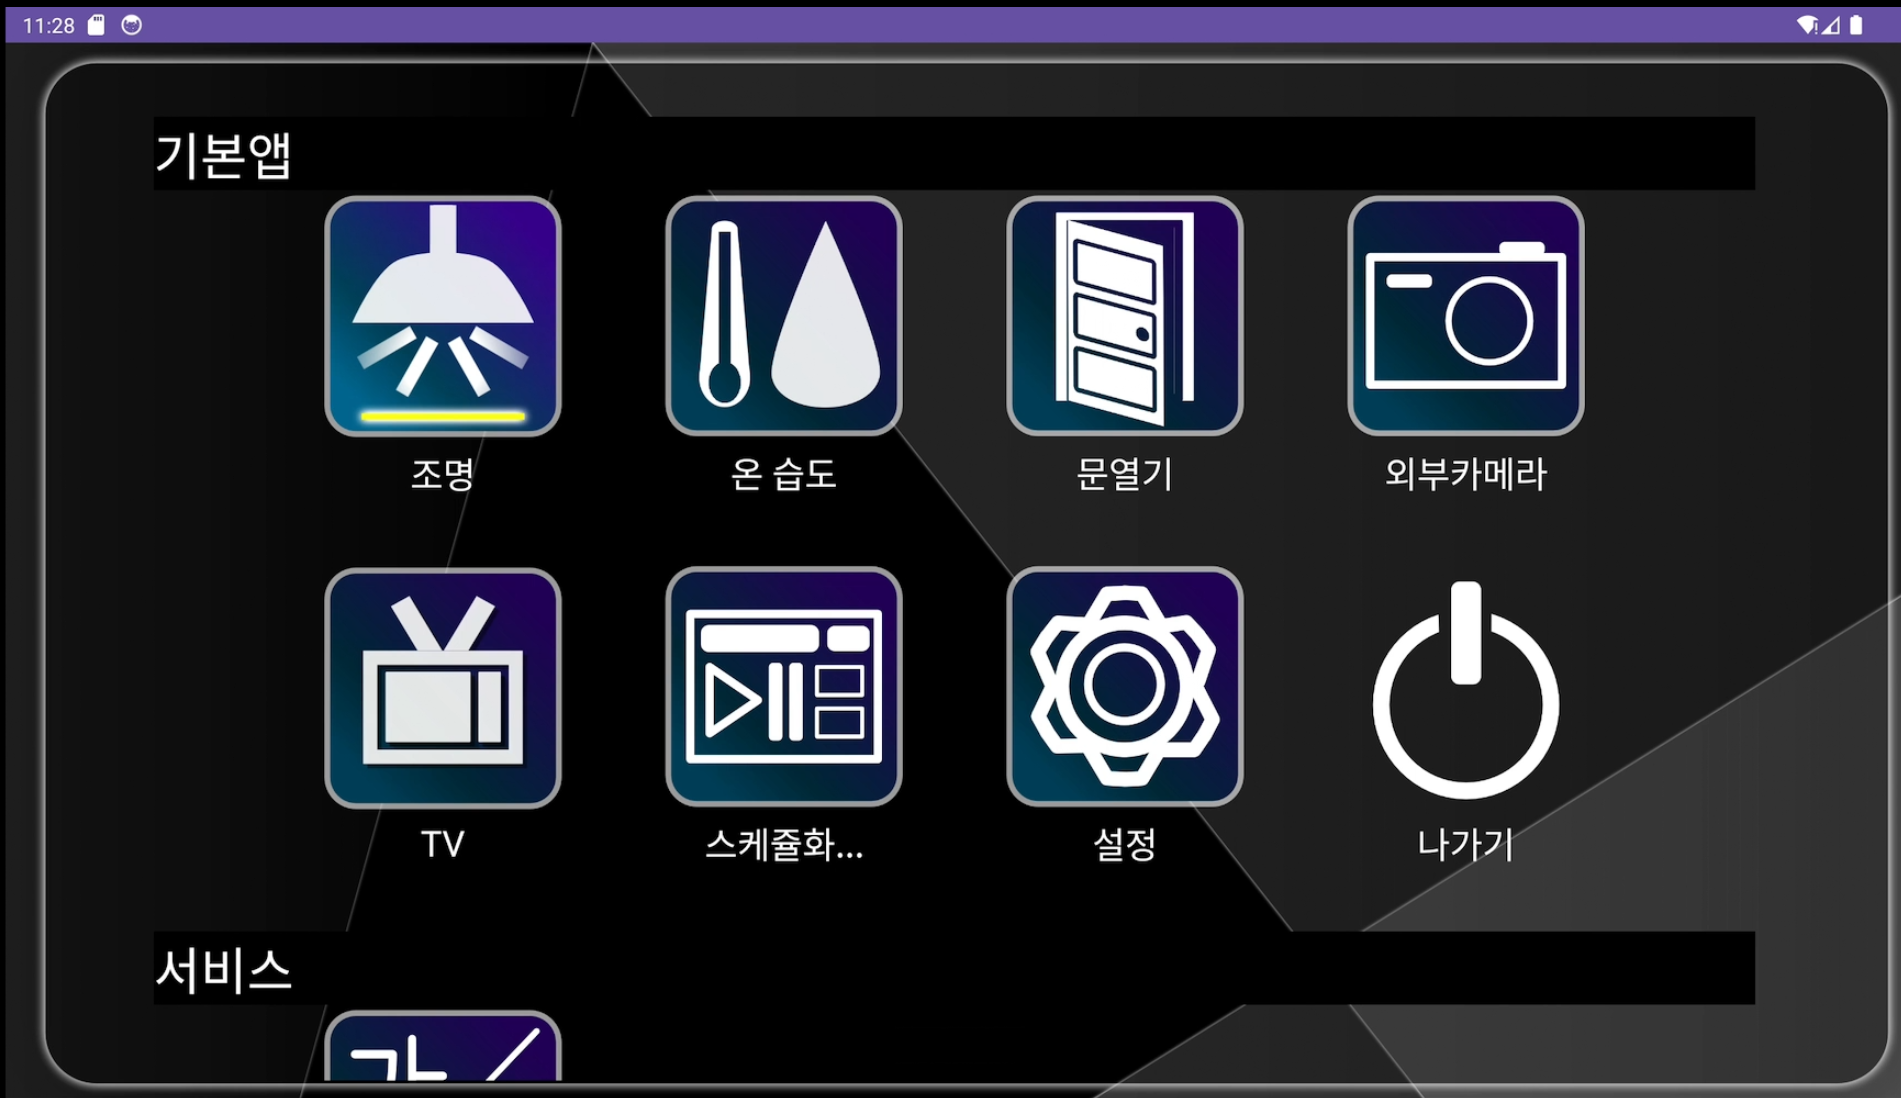 11:28
기본앱
조명
온 습도
문열기
외부카메라
TV
스케쥴화...
설정
나가기
서비스